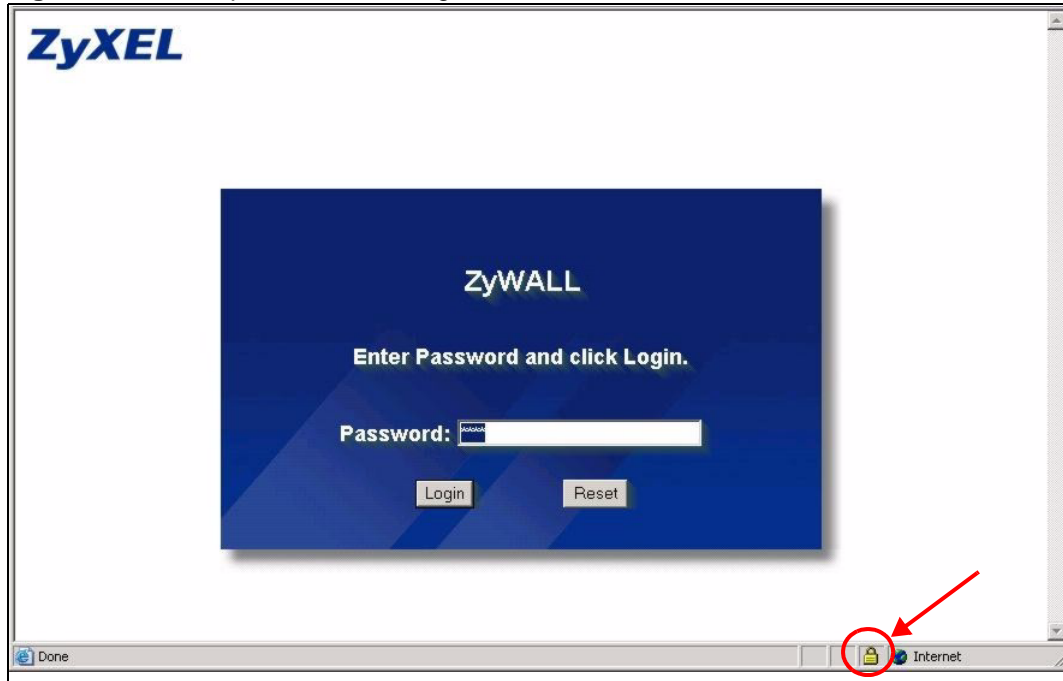 ZyXEL
ZyWALL
Enter Password and click Login.
Password: ****
Login Reset
Done Internet